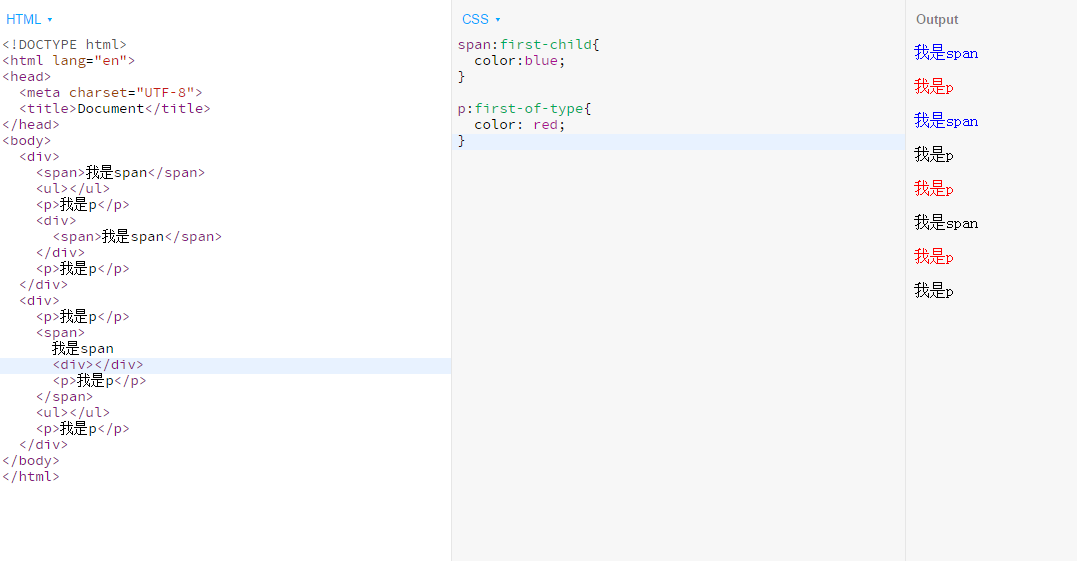 HTML ▾
<!DOCTYPE html>
<html lang="en">
<head>
  <meta charset="UTF-8">
  <title>Document</title>
</head>
<body>
  <div>
    <span>我是span</span>
    <ul></ul>
    <p>我是p</p>
    <div>
      <span>我是span</span>
    </div>
    <p>我是p</p>
  </div>
  <div>
    <p>我是p</p>
    <span>
      我是span
      <div></div>
      <p>我是p</p>
    </span>
    <ul></ul>
    <p>我是p</p>
  </div>
</body>
</html>
CSS ▾
span:first-child{
  color:blue;
}

p:first-of-type{
  color: red;
}
Output
我是span
我是p
我是span
我是p
我是p
我是span
我是p
我是p